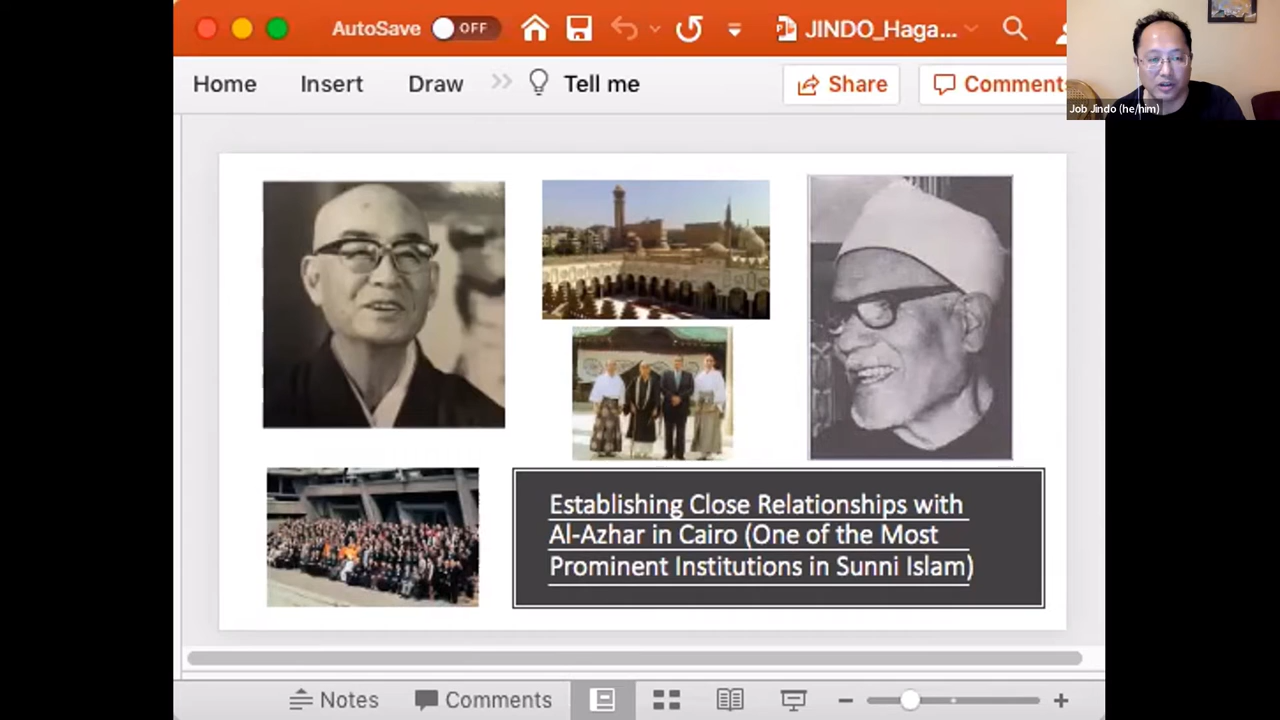 AutoSave OFF JINDO_Haga...
Home Insert Draw Tell me Share Comment
Job Jindo (he/him)
Establishing Close Relationships with
Al-Azhar in Cairo (One of the Most
Prominent Institutions in Sunni Islam)
Notes Comments